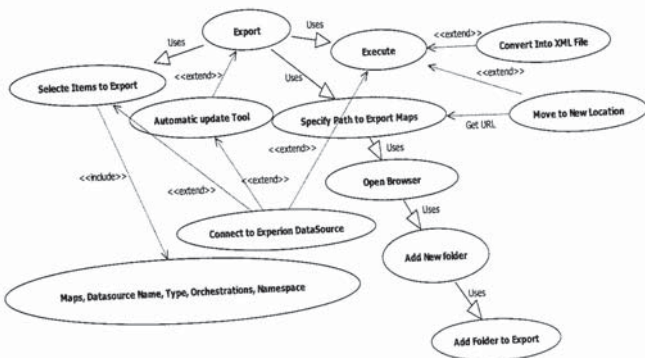 Export
Uses
Uses
Execute
<<extend>>
Convert Into XML File
Selecte Items to Export
<<extend>>
Uses
<<extend>>
Automatic update Tool
Specify Path to Export Maps
Get URL
Move to New Location
<<include>>
<<extend>>
<<extend>>
<<extend>>
Uses
Open Browser
Connect to Experion DataSource
Uses
Add New folder
Maps, Datasource Name, Type, Orchestrations, Namespace
Uses
Add Folder to Export